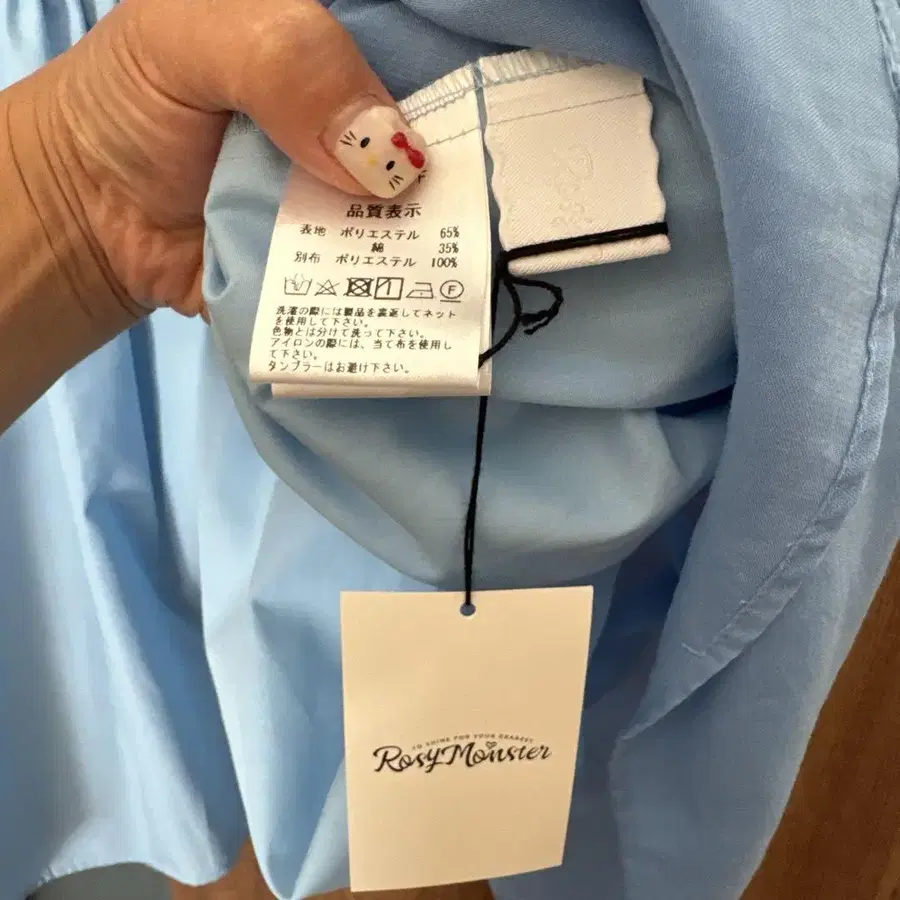 品質表示
表地 ポリエステル 65%
綿 35%
別布 ポリエステル 100%
F
洗濯の際には製品を裏返してネット
を使用して下さい。
色物とは分けて洗って下さい。
アイロンの際には、当て布を使用し
て下さい。
タンブラーはお避け下さい。
TO SHINE FOR YOUR DEAREST
RosyMonster